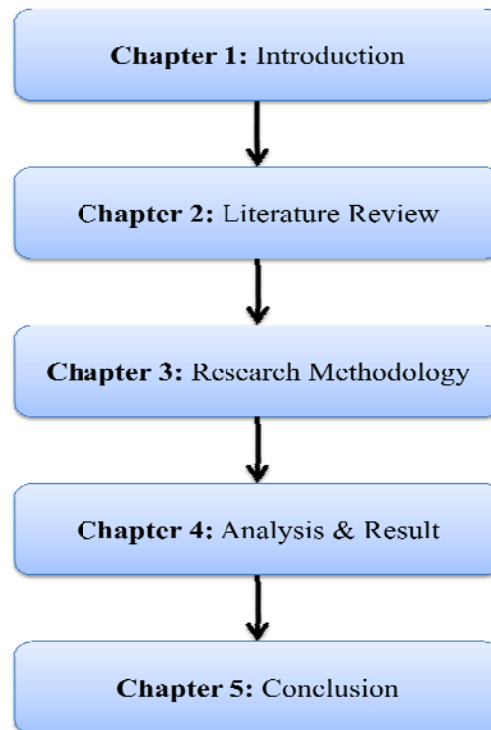 Chapter 1: Introduction
Chapter 2: Literature Review
Chapter 3: Research Methodology
Chapter 4: Analysis & Result
Chapter 5: Conclusion